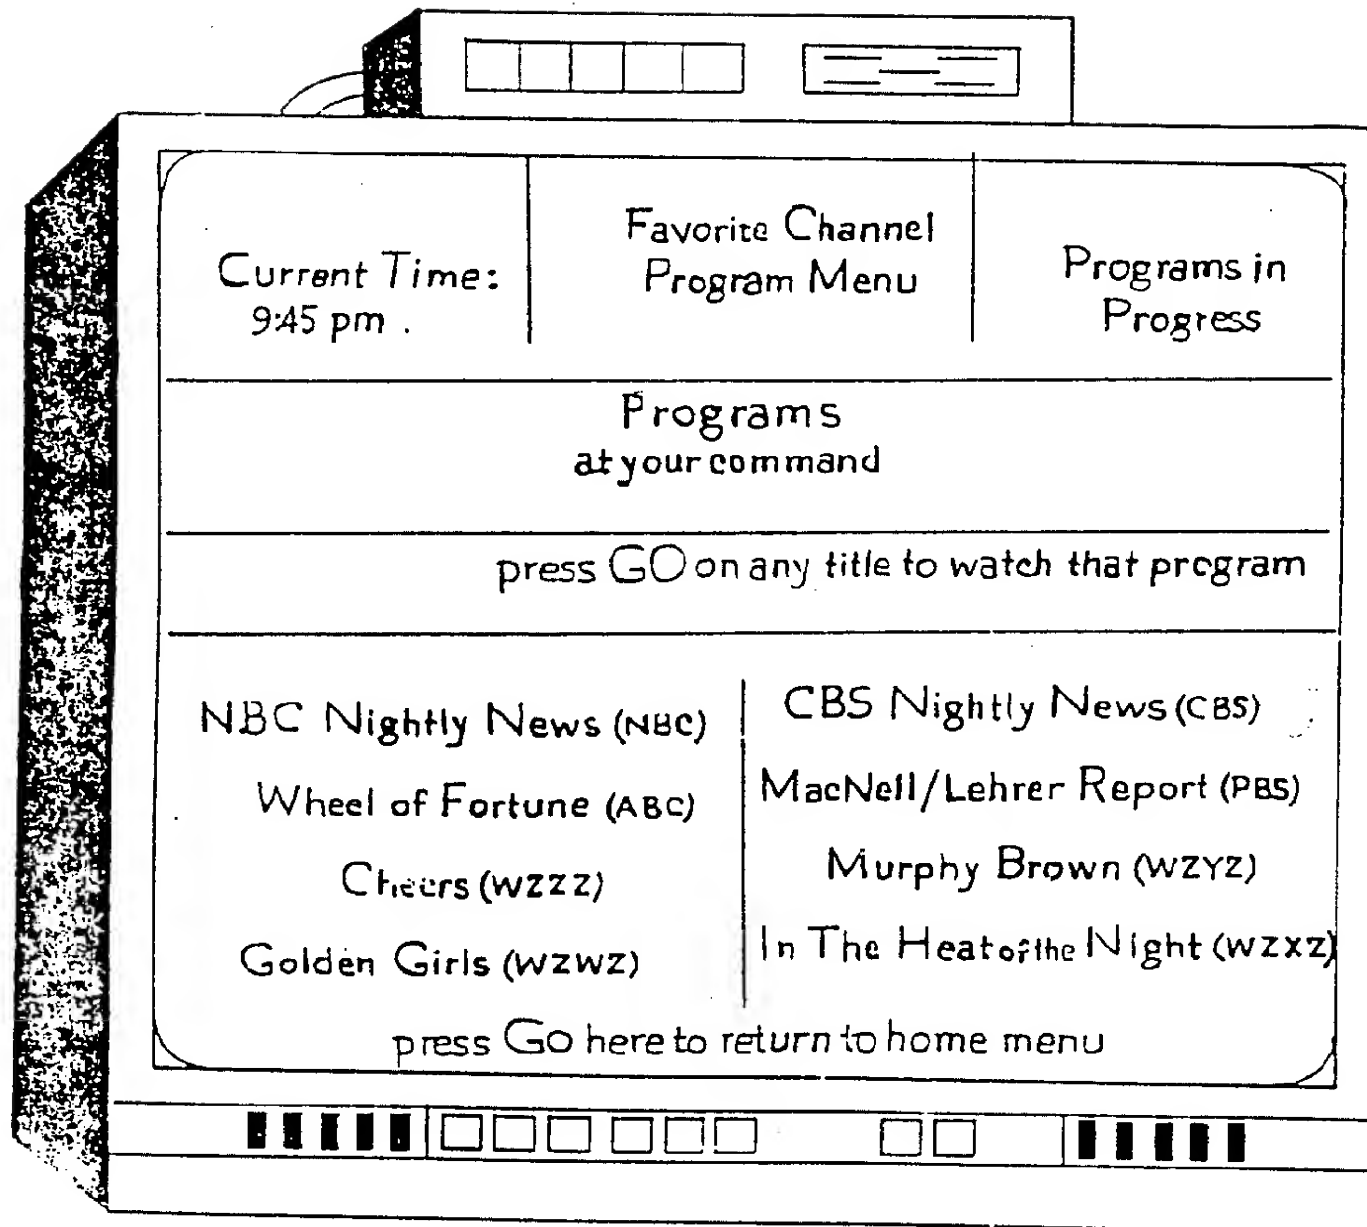 Current Time:
9:45 pm .
Favorite Channel
Program Menu
Programs in
Progress
Programs
at your command
press GO on any title to watch that program
NBC Nightly News (NBC)
Wheel of Fortune (ABC)
Cheers (WZZZ)
Golden Girls (WZWZ)
CBS Nightly News (CBS)
MacNell/Lehrer Report (PBS)
Murphy Brown (WZYZ)
In The Heat of the Night (WZXZ)
press Go here to return to home menu